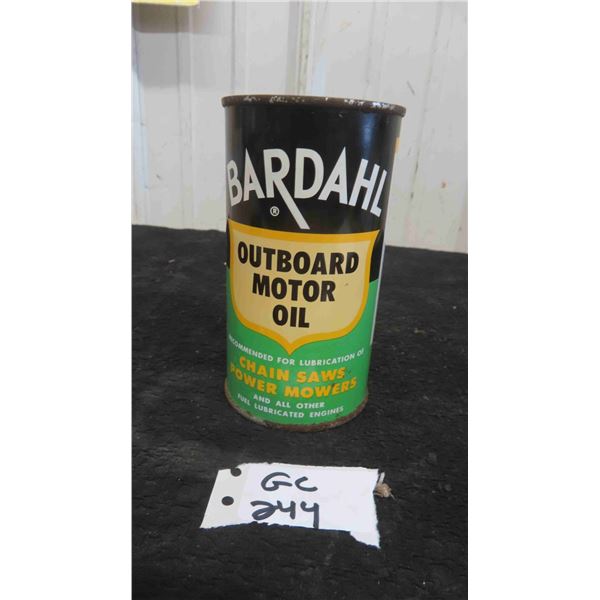 BARDAHL
®
OUTBOARD
MOTOR
OIL
RECOMMENDED FOR LUBRICATION OF
CHAIN SAWS
POWER MOWERS
AND ALL OTHER
FUEL LUBRICATED ENGINES
GC
244